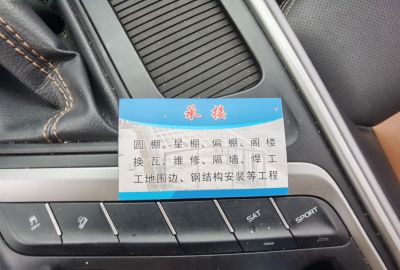 承接
圆棚、星棚、偏棚、阁楼
换瓦、维修、隔墙、焊工
工地围边、钢结构安装等工程
SAT
SPORT